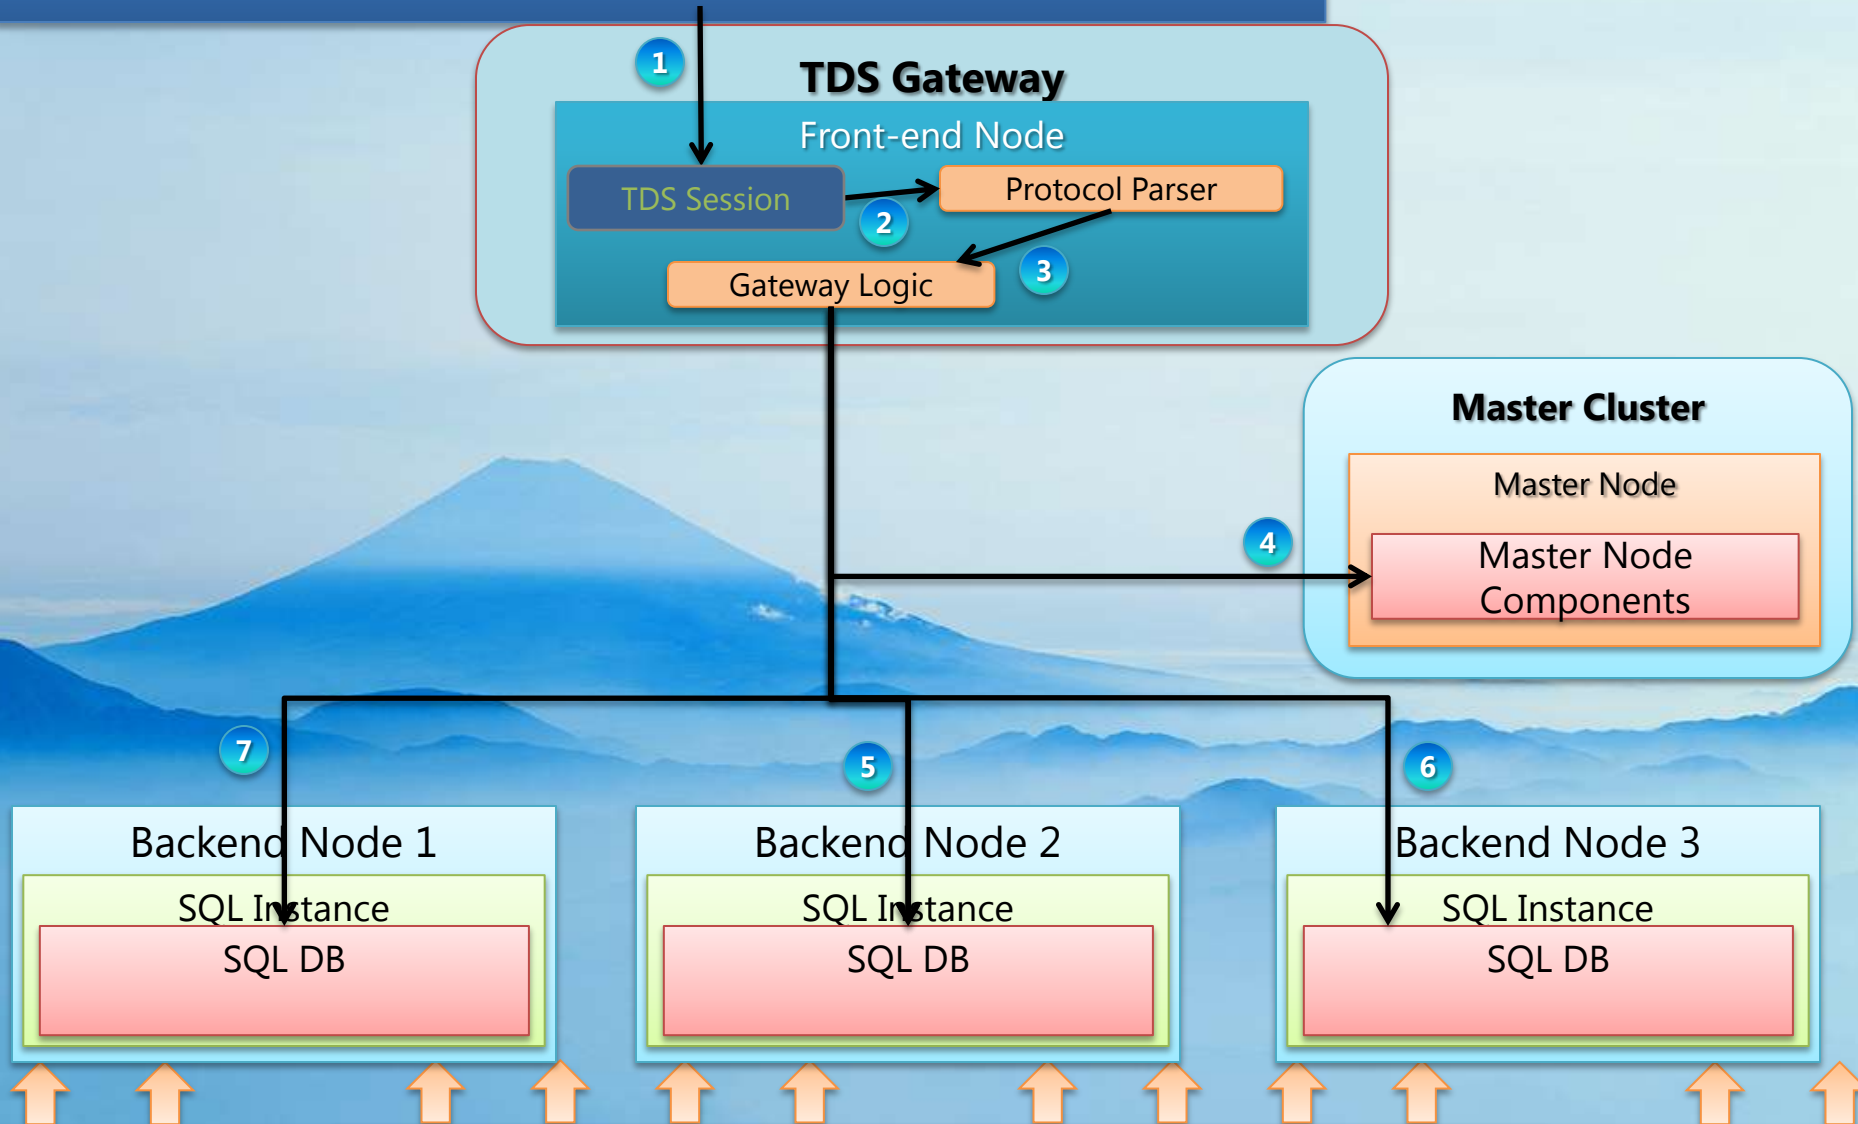 1
TDS Gateway
Front-end Node
TDS Session
Protocol Parser
2
3
Gateway Logic
Master Cluster
Master Node
4
Master Node
Components
7
5
6
Backend Node 1
SQL Instance
SQL DB
Backend Node 2
SQL Instance
SQL DB
Backend Node 3
SQL Instance
SQL DB